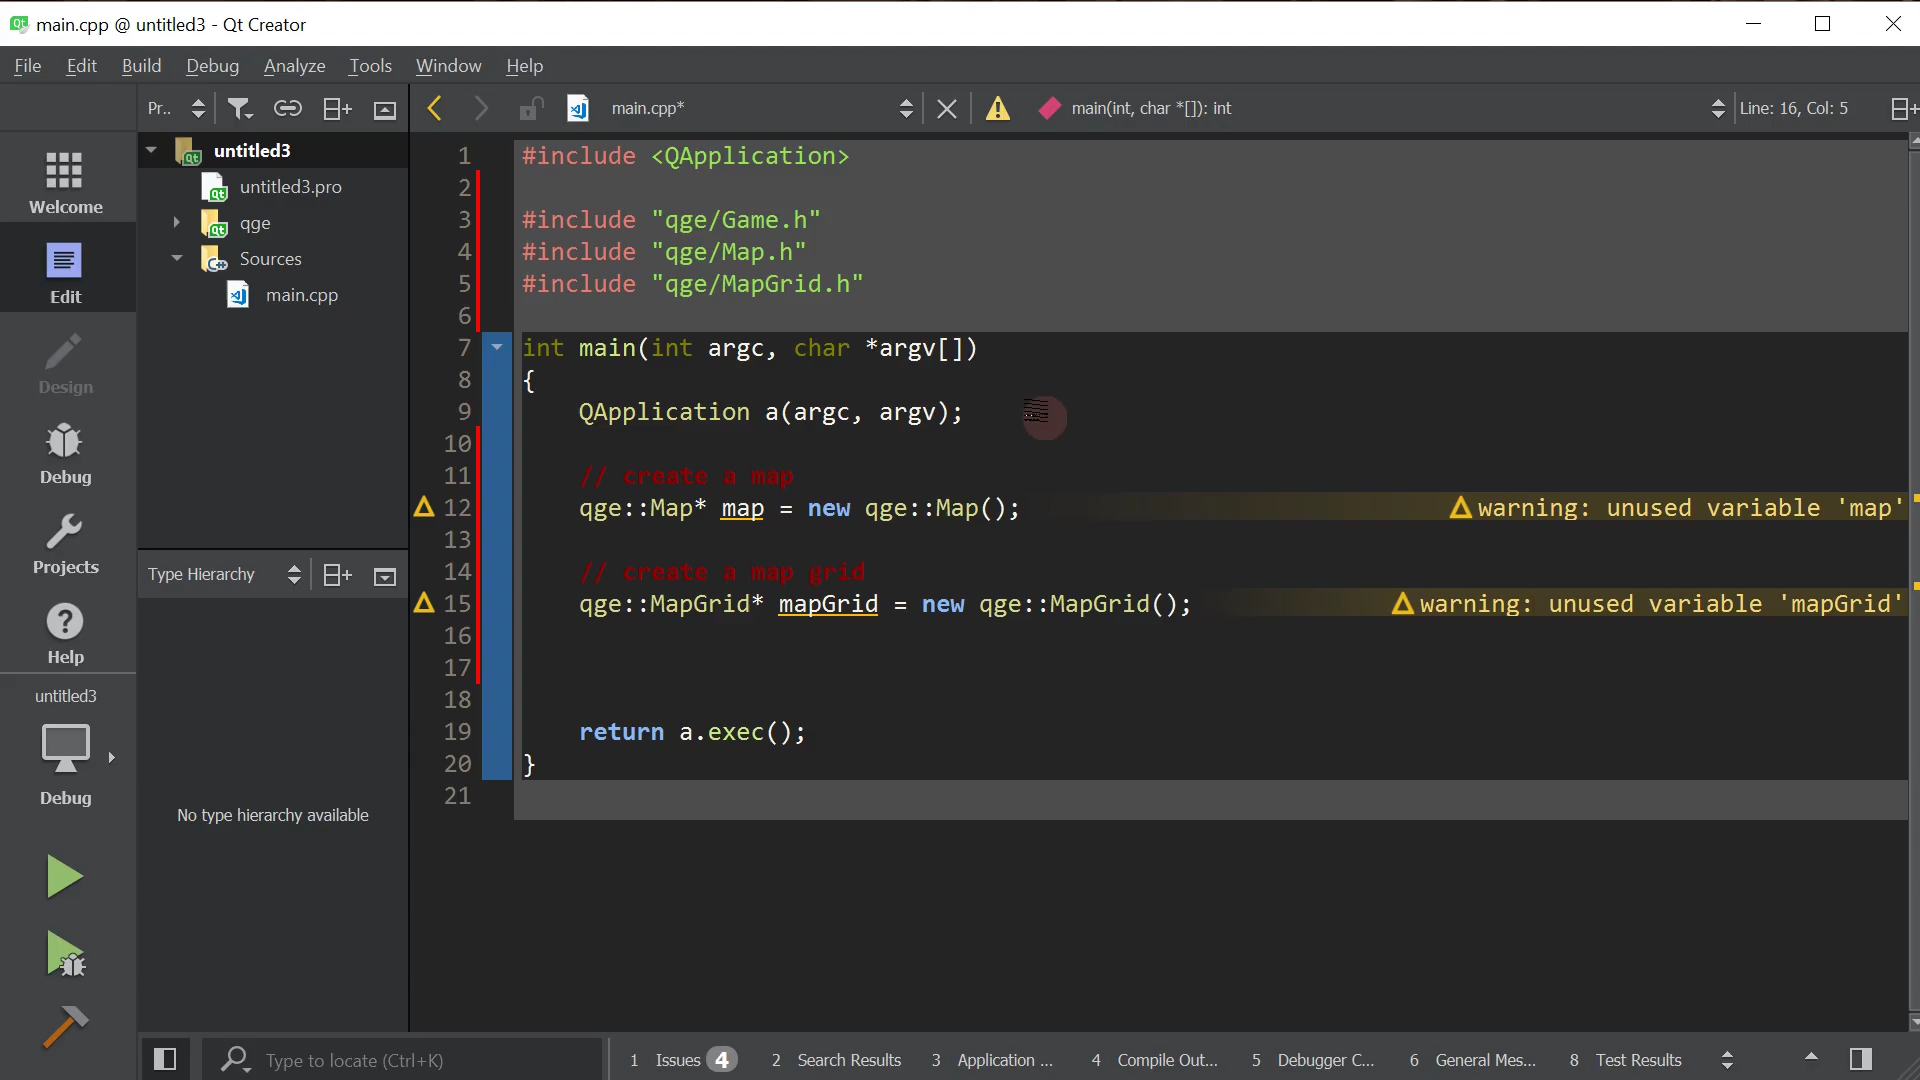 main.cpp @ untitled3 - Qt Creator
File Edit Build Debug Analyze Tools Window Help
Pr.. main.cpp* main(int, char *[]): int Line: 16, Col: 5
Welcome
Edit
Design
Debug
Projects
Help
untitled3
Debug
untitled3
untitled3.pro
qge
Sources
main.cpp
Type Hierarchy
No type hierarchy available
1 #include <QApplication>
2
3 #include "qge/Game.h"
4 #include "qge/Map.h"
5 #include "qge/MapGrid.h"
6
7 int main(int argc, char *argv[])
8 {
9 QApplication a(argc, argv);
10
11 // create a map
12 qge::Map* map = new qge::Map(); warning: unused variable 'map'
13
14 // create a map grid
15 qge::MapGrid* mapGrid = new qge::MapGrid(); warning: unused variable 'mapGrid'
16
17
18
19 return a.exec();
20 }
21
Type to locate (Ctrl+K) 1 Issues 4 2 Search Results 3 Application ... 4 Compile Out... 5 Debugger C... 6 General Mes... 8 Test Results